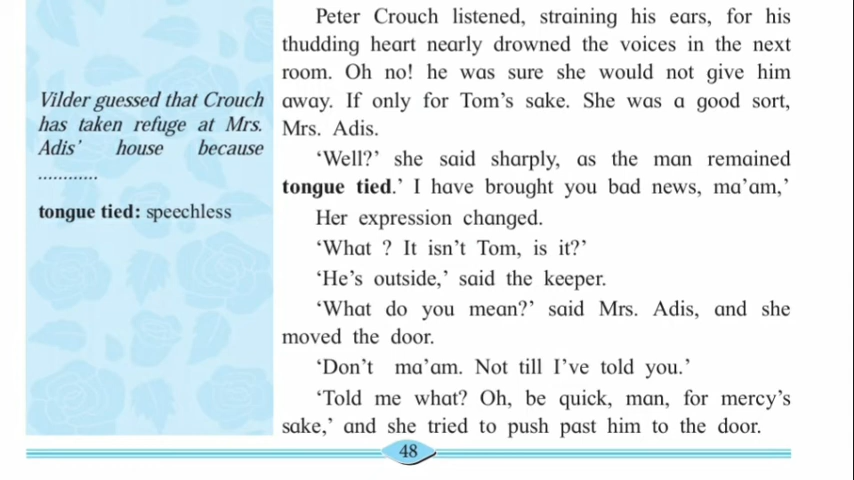 Peter Crouch listened, straining his ears, for his
thudding heart nearly drowned the voices in the next
room. Oh no! he was sure she would not give him
away. If only for Tom's sake. She was a good sort,
Mrs. Adis.
'Well?' she said sharply, as the man remained
tongue tied.' I have brought you bad news, ma'am,'
Her expression changed.
'What ? It isn't Tom, is it?'
'He's outside,' said the keeper.
'What do you mean?' said Mrs. Adis, and she
moved the door.
'Don't ma'am. Not till I've told you.'
'Told me what? Oh, be quick, man, for mercy's
sake,' and she tried to push past him to the door.
Vilder guessed that Crouch
has taken refuge at Mrs.
Adis' house because
............
tongue tied: speechless
48